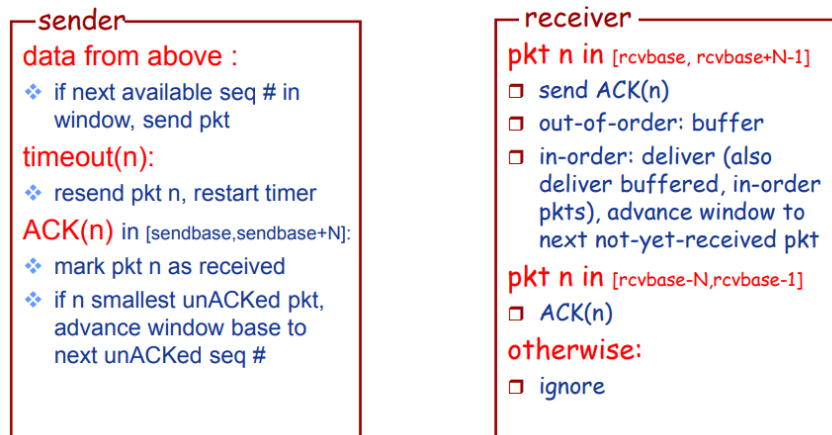 sender
data from above :
❖ if next available seq # in
window, send pkt
timeout(n):
❖ resend pkt n, restart timer
ACK(n) in [sendbase,sendbase+N]:
❖ mark pkt n as received
❖ if n smallest unACKed pkt,
advance window base to
next unACKed seq #
receiver
pkt n in [rcvbase, rcvbase+N-1]
❒ send ACK(n)
❒ out-of-order: buffer
❒ in-order: deliver (also
deliver buffered, in-order
pkts), advance window to
next not-yet-received pkt
pkt n in [rcvbase-N,rcvbase-1]
❒ ACK(n)
otherwise:
❒ ignore